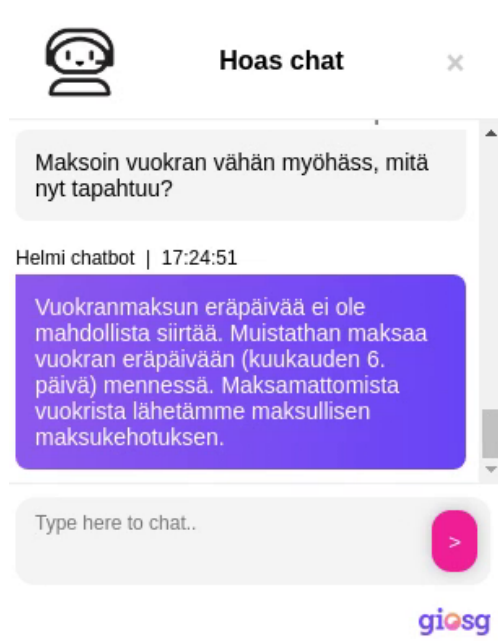 Hoas chat
×
Maksoin vuokran vähän myöhäss, mitä
nyt tapahtuu?
Helmi chatbot | 17:24:51
Vuokranmaksun eräpäivää ei ole
mahdollista siirtää. Muistathan maksaa
vuokran eräpäivään (kuukauden 6.
päivä) mennessä. Maksamattomista
vuokrista lähetämme maksullisen
maksukehotuksen.
Type here to chat..
>
giosg